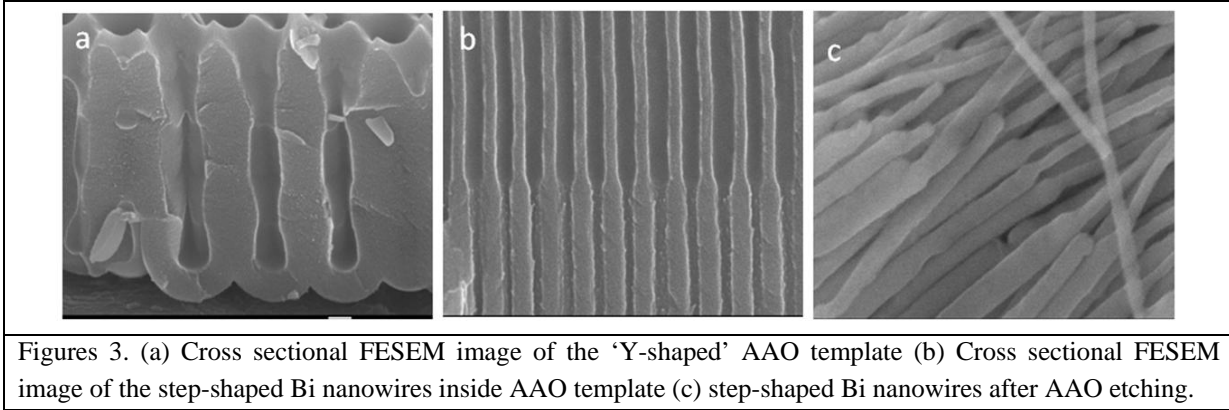 a
b
c
Figures 3. (a) Cross sectional FESEM image of the ‘Y-shaped’ AAO template (b) Cross sectional FESEM
image of the step-shaped Bi nanowires inside AAO template (c) step-shaped Bi nanowires after AAO etching.